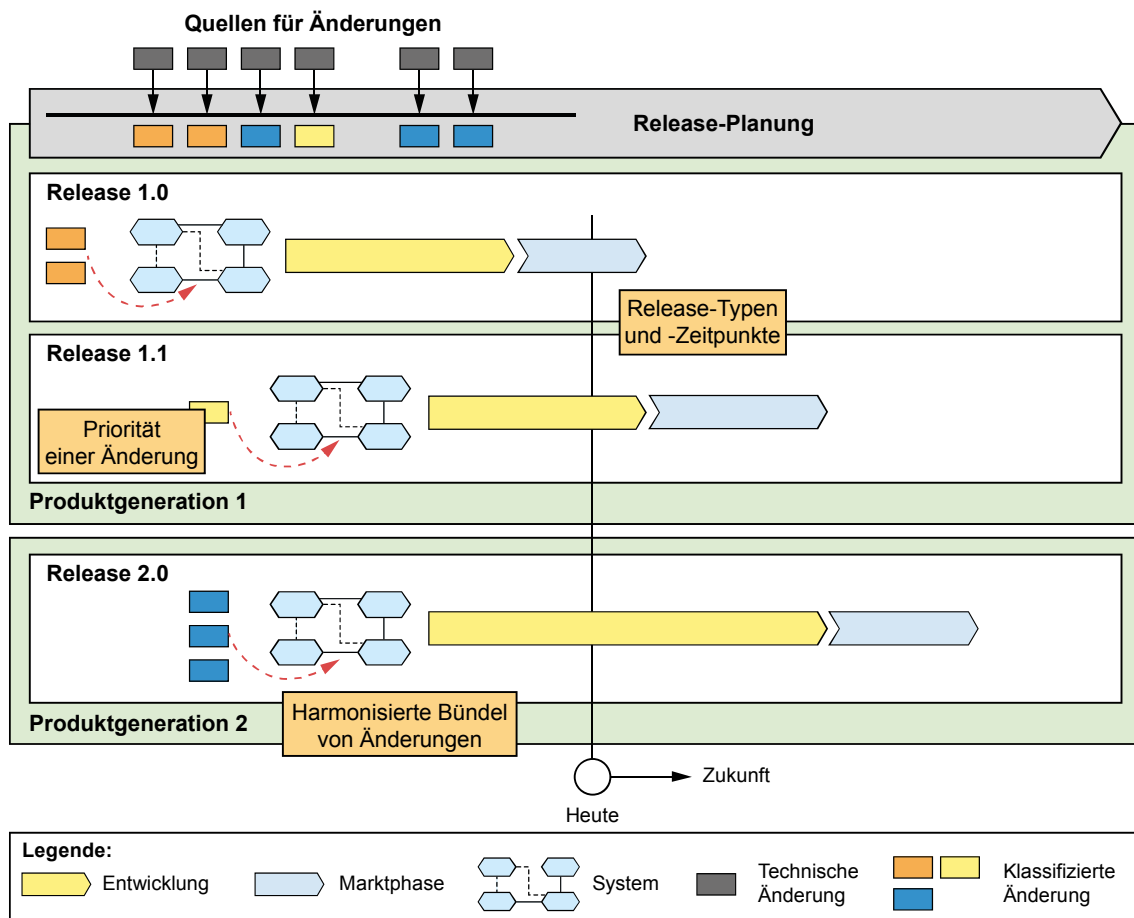 Quellen für Änderungen
Release-Planung
Release 1.0
Release-Typen
und -Zeitpunkte
Release 1.1
Priorität
einer Änderung
Produktgeneration 1
Release 2.0
Harmonisierte Bündel
von Änderungen
Produktgeneration 2
Zukunft
Heute
Legende:
Entwicklung
Marktphase
System
Technische
Änderung
Klassifizierte
Änderung